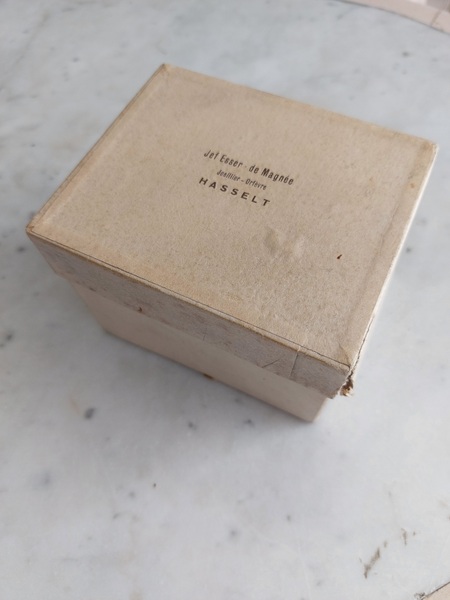 Jef Esser - de Magnée
Joaillier - Orfèvre
HASSELT